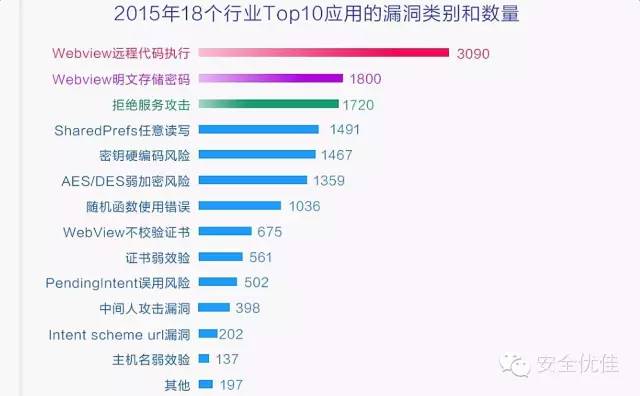 2015年18个行业Top10应用的漏洞类别和数量
Webview远程代码执行 3090
Webview明文存储密码 1800
拒绝服务攻击 1720
SharedPrefs任意读写 1491
密钥硬编码风险 1467
AES/DES弱加密风险 1359
随机函数使用错误 1036
WebView不校验证书 675
证书弱效验 561
PendingIntent误用风险 502
中间人攻击漏洞 398
Intent scheme url漏洞 202
主机名弱效验 137
其他 197
安全优佳